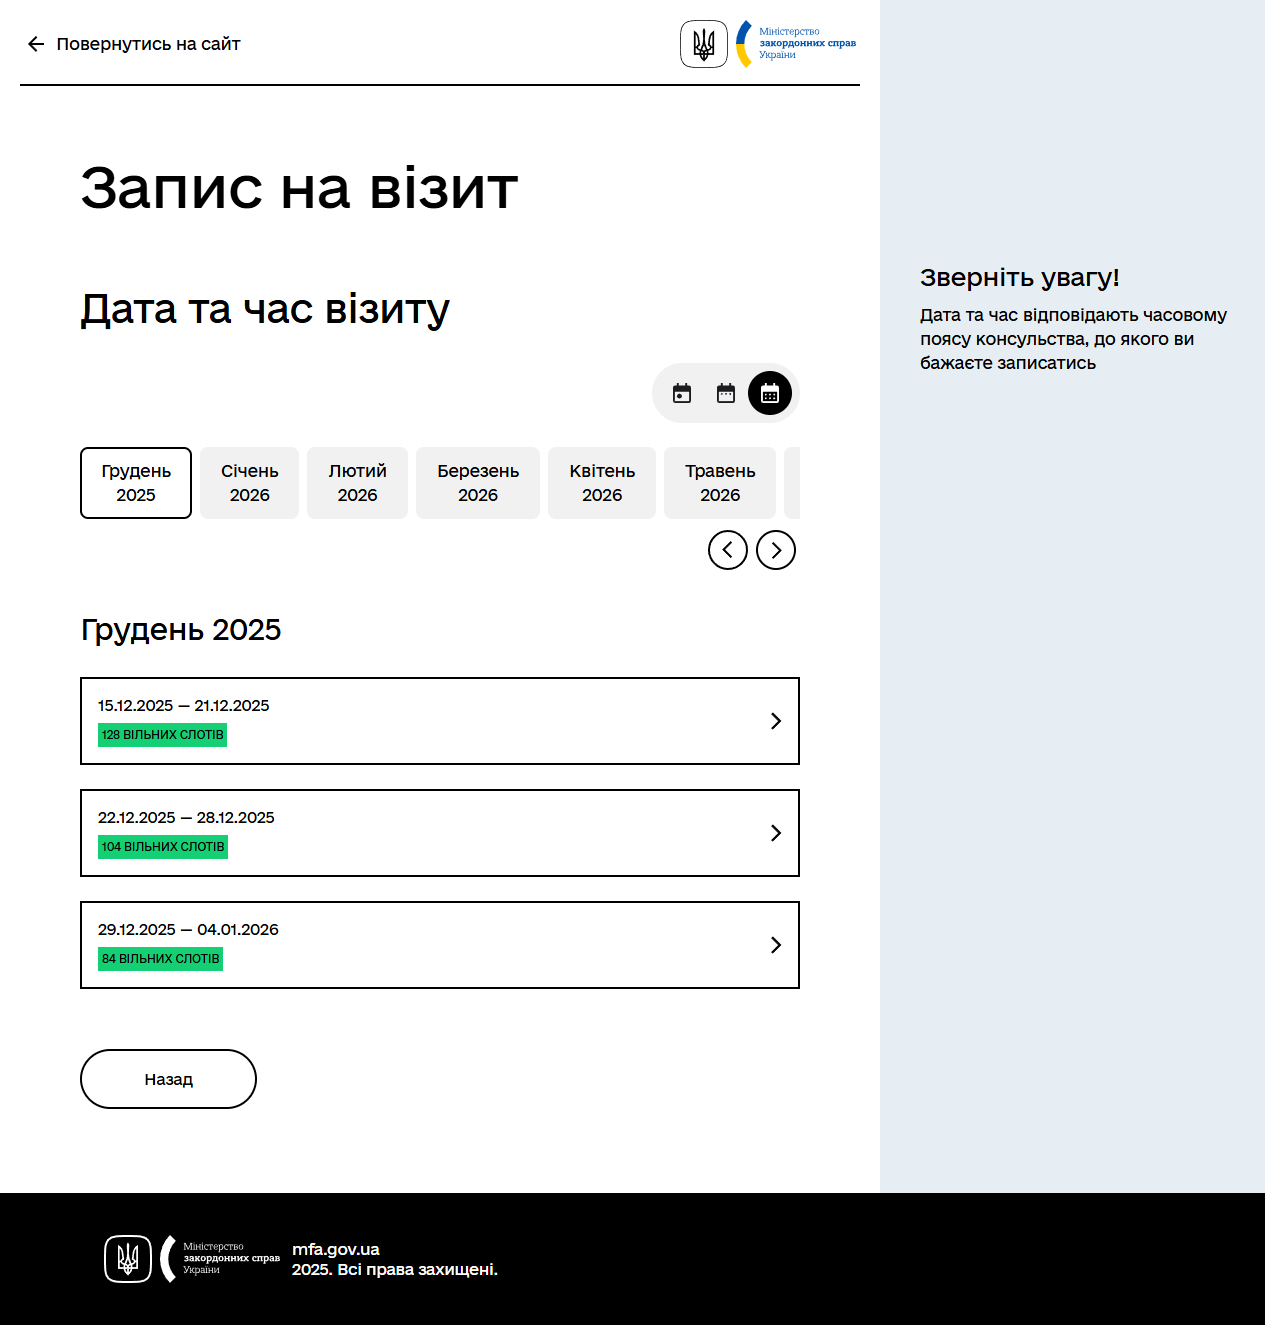 Повернутись на сайт
Міністерство
закордонних справ
України
Запис на візит
Дата та час візиту
Грудень
2025
Січень
2026
Лютий
2026
Березень
2026
Квітень
2026
Травень
2026
Грудень 2025
15.12.2025 — 21.12.2025
128 ВІЛЬНИХ СЛОТІВ
22.12.2025 — 28.12.2025
104 ВІЛЬНИХ СЛОТІВ
29.12.2025 — 04.01.2026
84 ВІЛЬНИХ СЛОТІВ
Назад
Зверніть увагу!
Дата та час відповідають часовому
поясу консульства, до якого ви
бажаєте записатись
Міністерство
закордонних справ
України
mfa.gov.ua
2025. Всі права захищені.